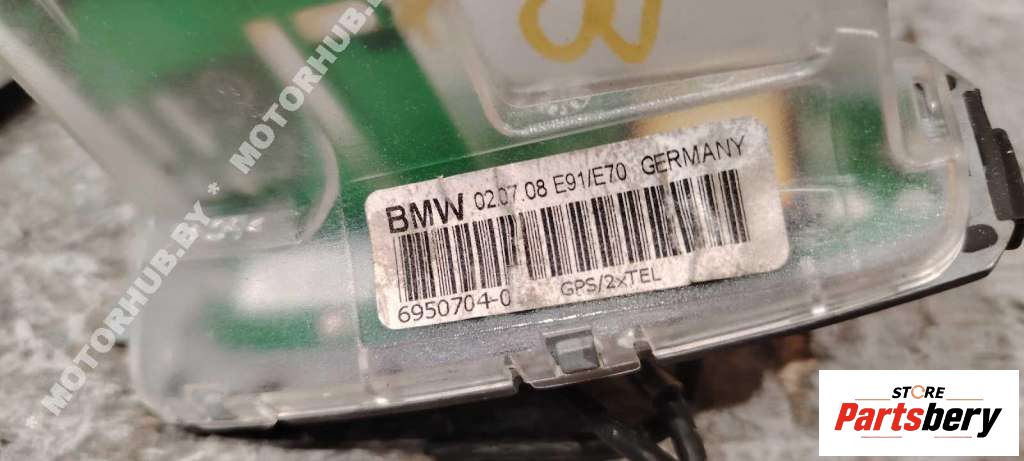 BMW 02.07.08 E91/E70 GERMANY
6950704-0 GPS/2xTEL
* MOTORHUB.BY * MOTORHUB.BY
STORE
Partsbery